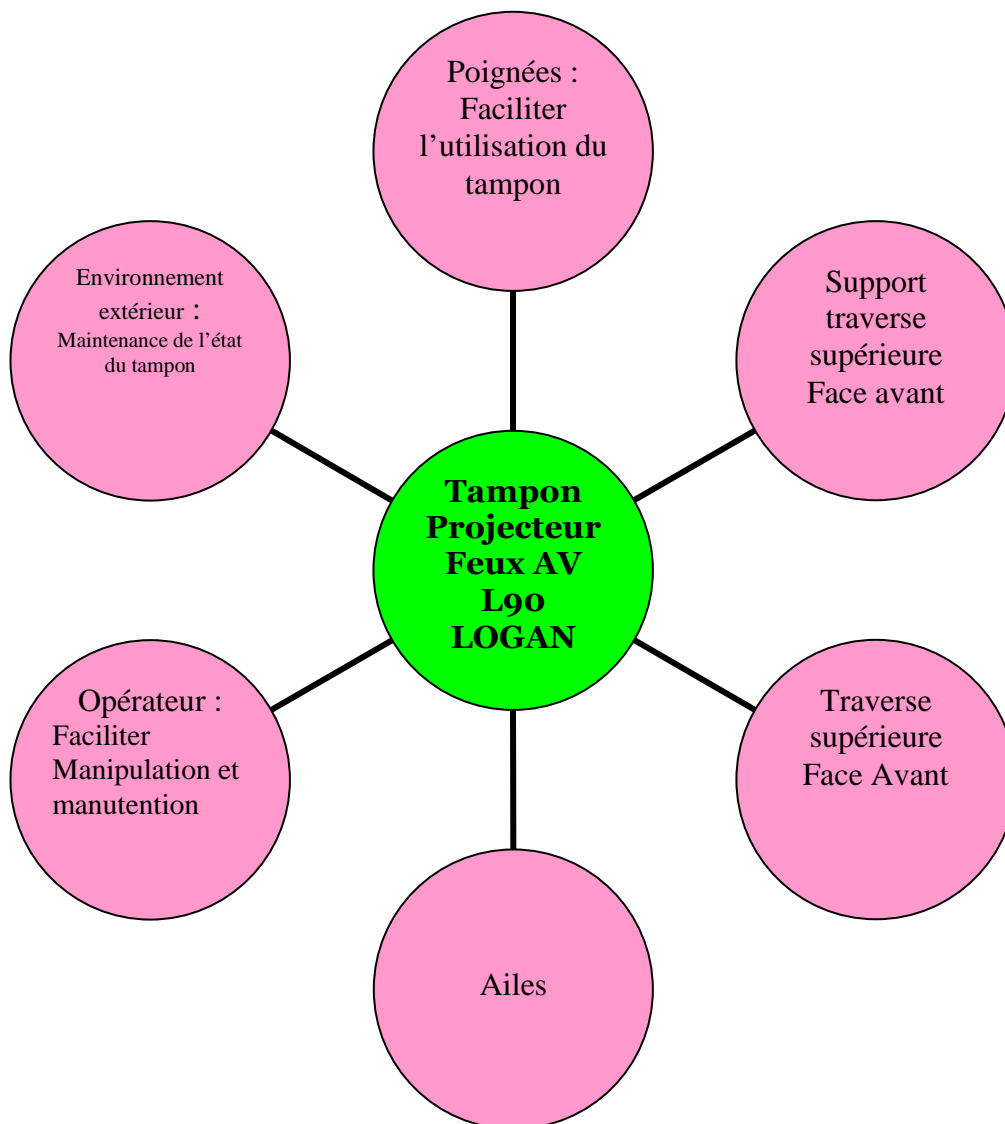 Poignées :
Faciliter
l’utilisation du
tampon
Environnement
extérieur :
Maintenance de l’état
du tampon
Support
traverse
supérieure
Face avant
Tampon
Projecteur
Feux AV
L90
LOGAN
Opérateur :
Faciliter
Manipulation et
manutention
Traverse
supérieure
Face Avant
Ailes